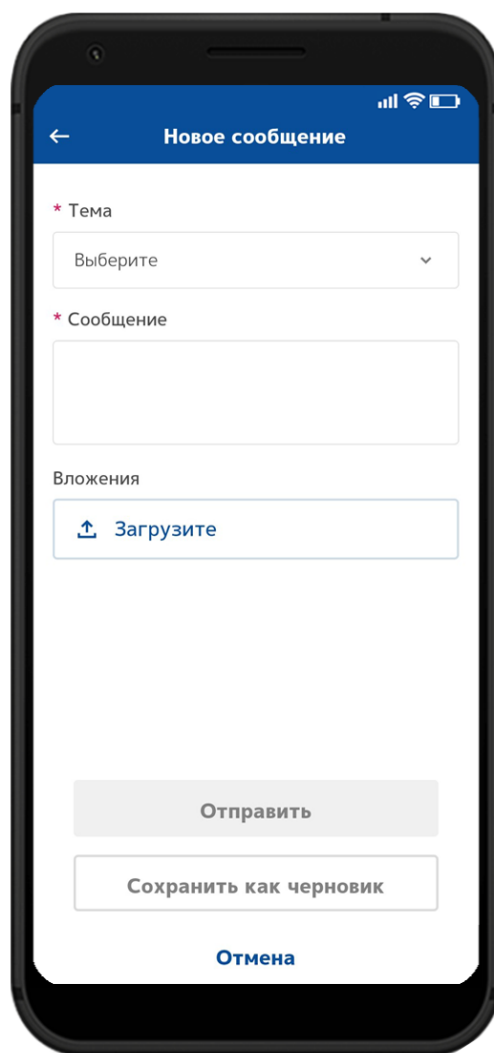 Новое сообщение
* Тема
Выберите
* Сообщение
Вложения
Загрузите
Отправить
Сохранить как черновик
Отмена